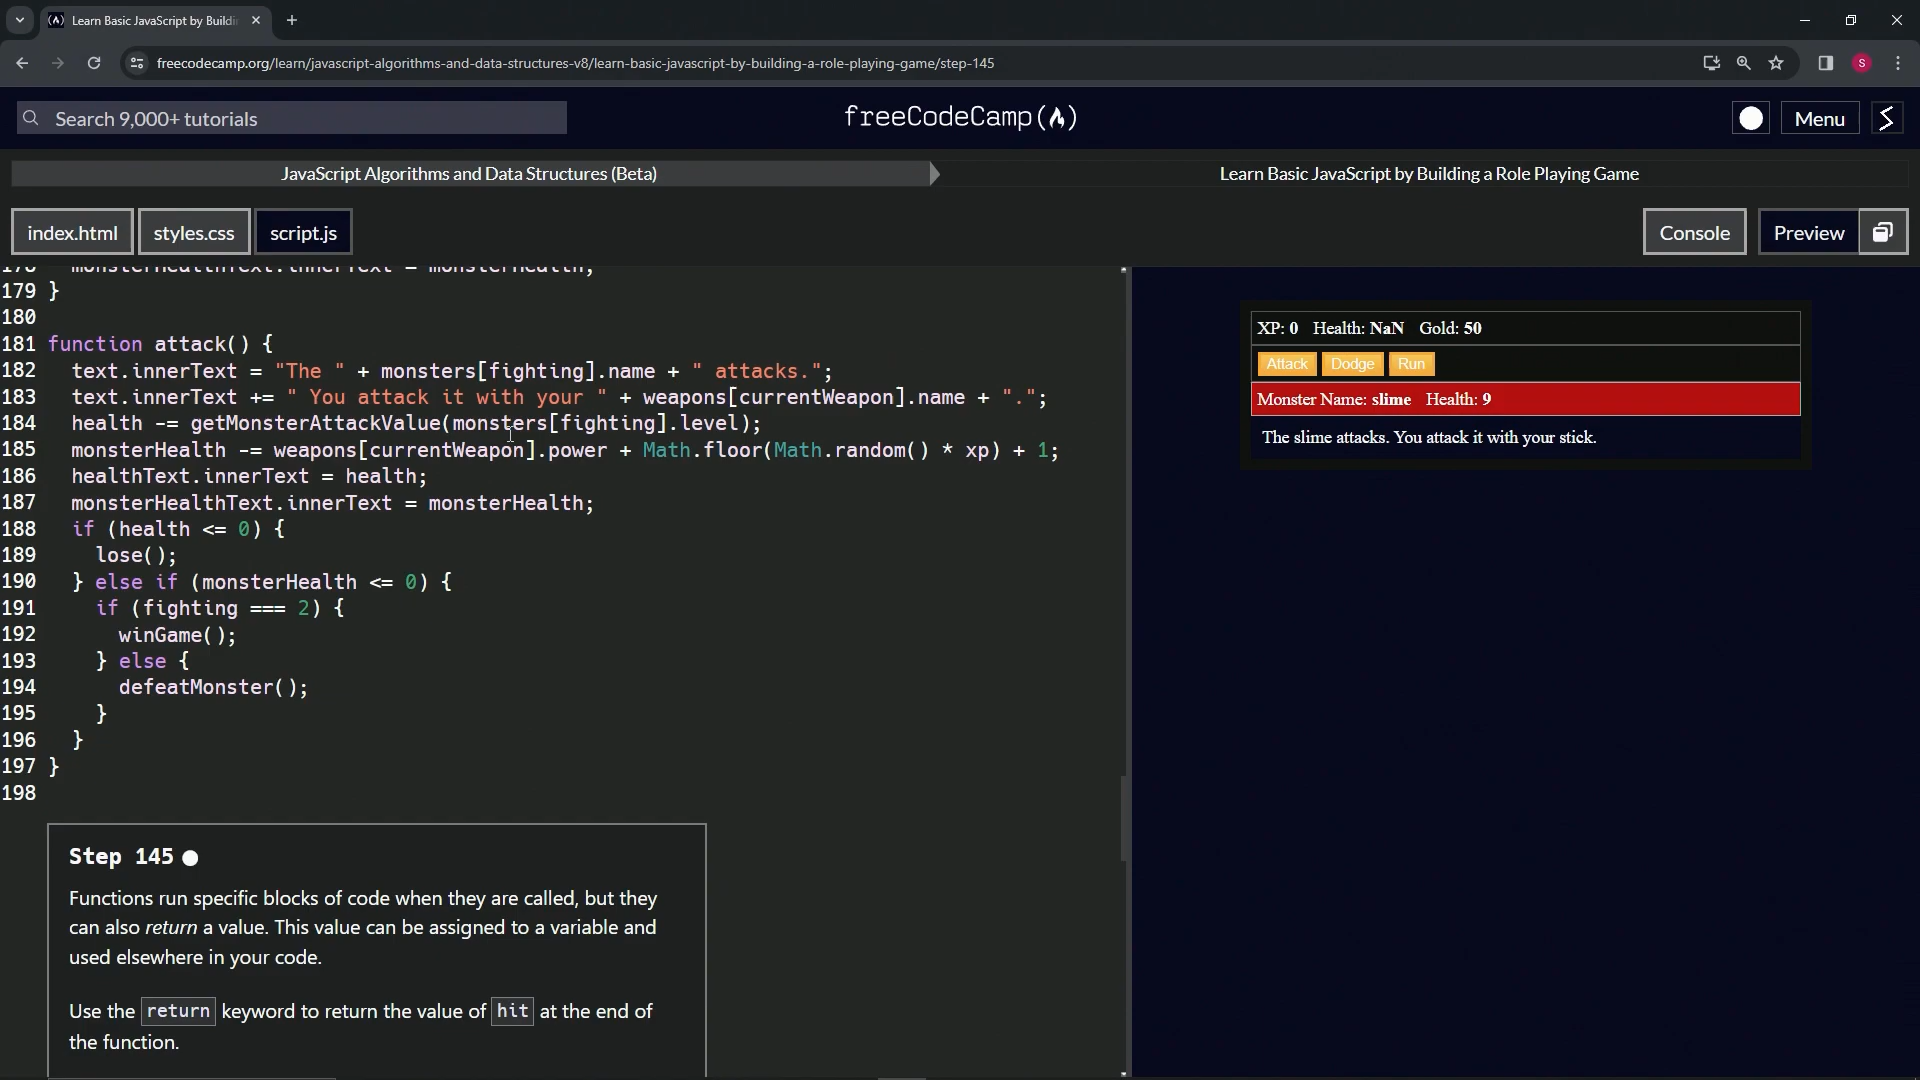 Learn Basic JavaScript by Buildi
freecodecamp.org/learn/javascript-algorithms-and-data-structures-v8/learn-basic-javascript-by-building-a-role-playing-game/step-145
S
Search 9,000+ tutorials
freeCodeCamp(🔥)
Menu
JavaScript Algorithms and Data Structures (Beta)
Learn Basic JavaScript by Building a Role Playing Game
index.html styles.css script.js
Console Preview
178 monsterHealthText.innerText = monsterHealth;
179 }
180
181 function attack() {
182 text.innerText = "The " + monsters[fighting].name + " attacks.";
183 text.innerText += " You attack it with your " + weapons[currentWeapon].name + ".";
184 health -= getMonsterAttackValue(monsters[fighting].level);
185 monsterHealth -= weapons[currentWeapon].power + Math.floor(Math.random() * xp) + 1;
186 healthText.innerText = health;
187 monsterHealthText.innerText = monsterHealth;
188 if (health <= 0) {
189 lose();
190 } else if (monsterHealth <= 0) {
191 if (fighting === 2) {
192 winGame();
193 } else {
194 defeatMonster();
195 }
196 }
197 }
198
Step 145
Functions run specific blocks of code when they are called, but they
can also return a value. This value can be assigned to a variable and
used elsewhere in your code.
Use the return keyword to return the value of hit at the end of
the function.
XP: 0 Health: NaN Gold: 50
Attack Dodge Run
Monster Name: slime Health: 9
The slime attacks. You attack it with your stick.